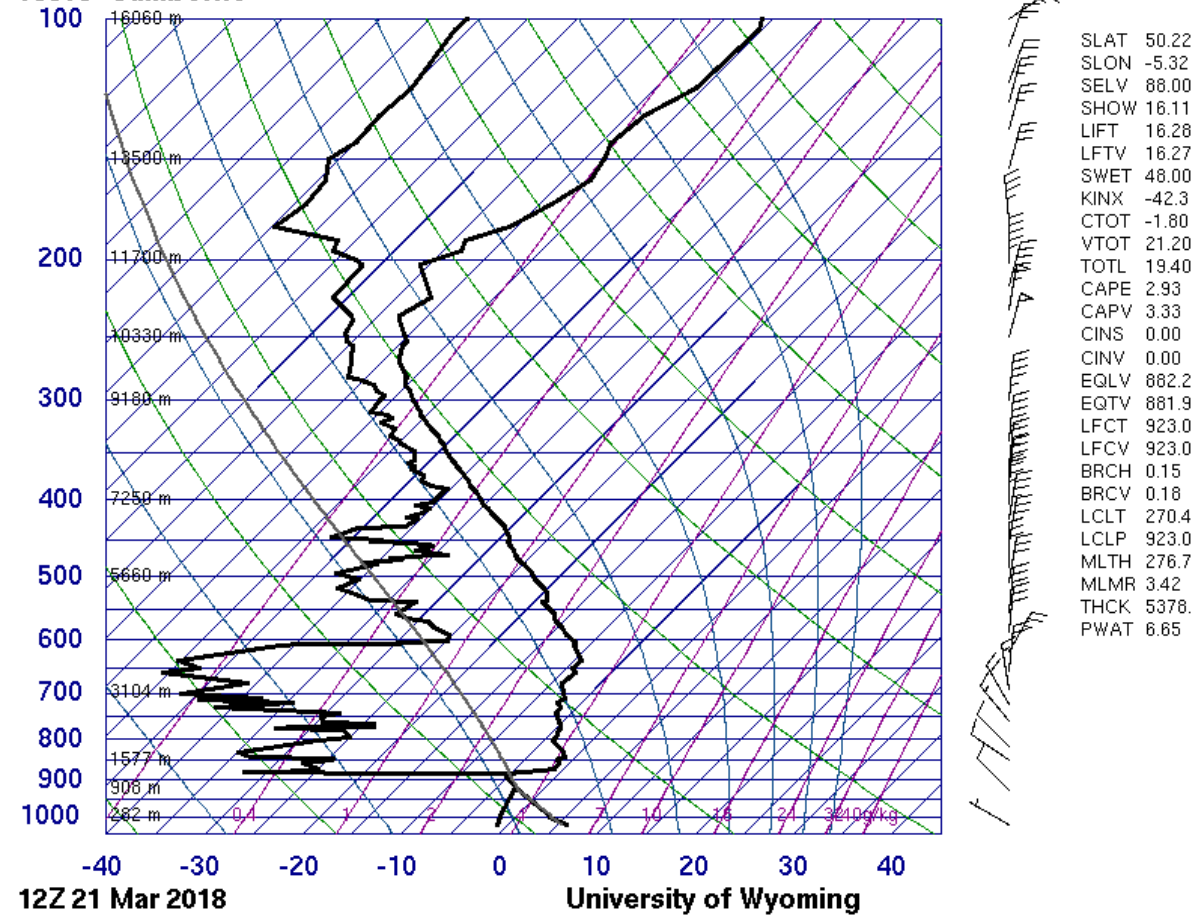 100
16060 m
13500 m
200
11700 m
10330 m
300
9180 m
400
7250 m
500
5660 m
600
700
3104 m
800
1577 m
900
908 m
1000
282 m
0.4 1 2 4 7 10 16 24 32 40g/kg
-40 -30 -20 -10 0 10 20 30 40
12Z 21 Mar 2018 University of Wyoming
SLAT 50.22
SLON -5.32
SELV 88.00
SHOW 16.11
LIFT 16.28
LFTV 16.27
SWET 48.00
KINX -42.3
CTOT -1.80
VTOT 21.20
TOTL 19.40
CAPE 2.93
CAPV 3.33
CINS 0.00
CINV 0.00
EQLV 882.2
EQTV 881.9
LFCT 923.0
LFCV 923.0
BRCH 0.15
BRCV 0.18
LCLT 270.4
LCLP 923.0
MLTH 276.7
MLMR 3.42
THCK 5378.
PWAT 6.65